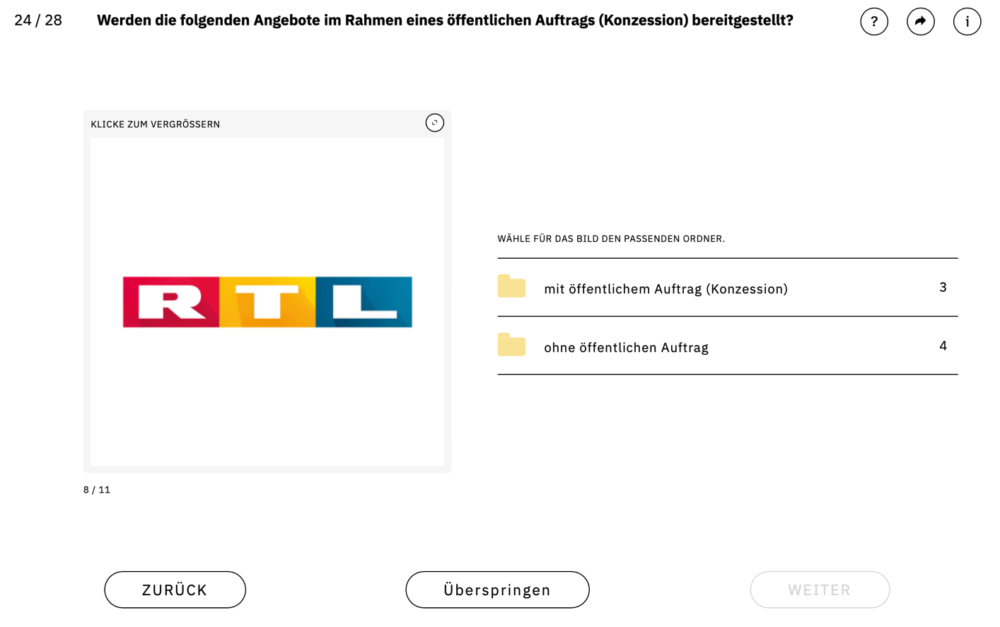 24 / 28
Werden die folgenden Angebote im Rahmen eines öffentlichen Auftrags (Konzession) bereitgestellt?
?
i
KLICKE ZUM VERGRÖSSERN
RTL
8 / 11
WÄHLE FÜR DAS BILD DEN PASSENDEN ORDNER.
mit öffentlichem Auftrag (Konzession) 3
ohne öffentlichen Auftrag 4
ZURÜCK
Überspringen
WEITER